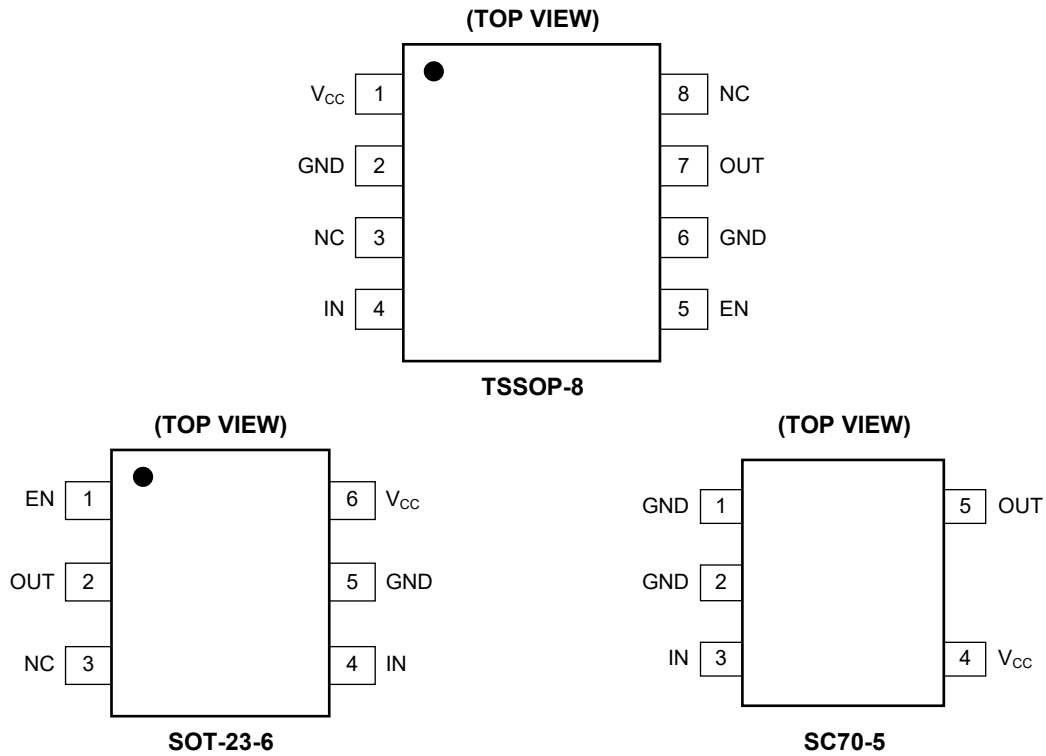 (TOP VIEW)
VCC 1 8 NC
GND 2 7 OUT
NC 3 6 GND
IN 4 5 EN
TSSOP-8
(TOP VIEW)
EN 1 6 VCC
OUT 2 5 GND
NC 3 4 IN
SOT-23-6
(TOP VIEW)
GND 1 5 OUT
GND 2
IN 3 4 VCC
SC70-5